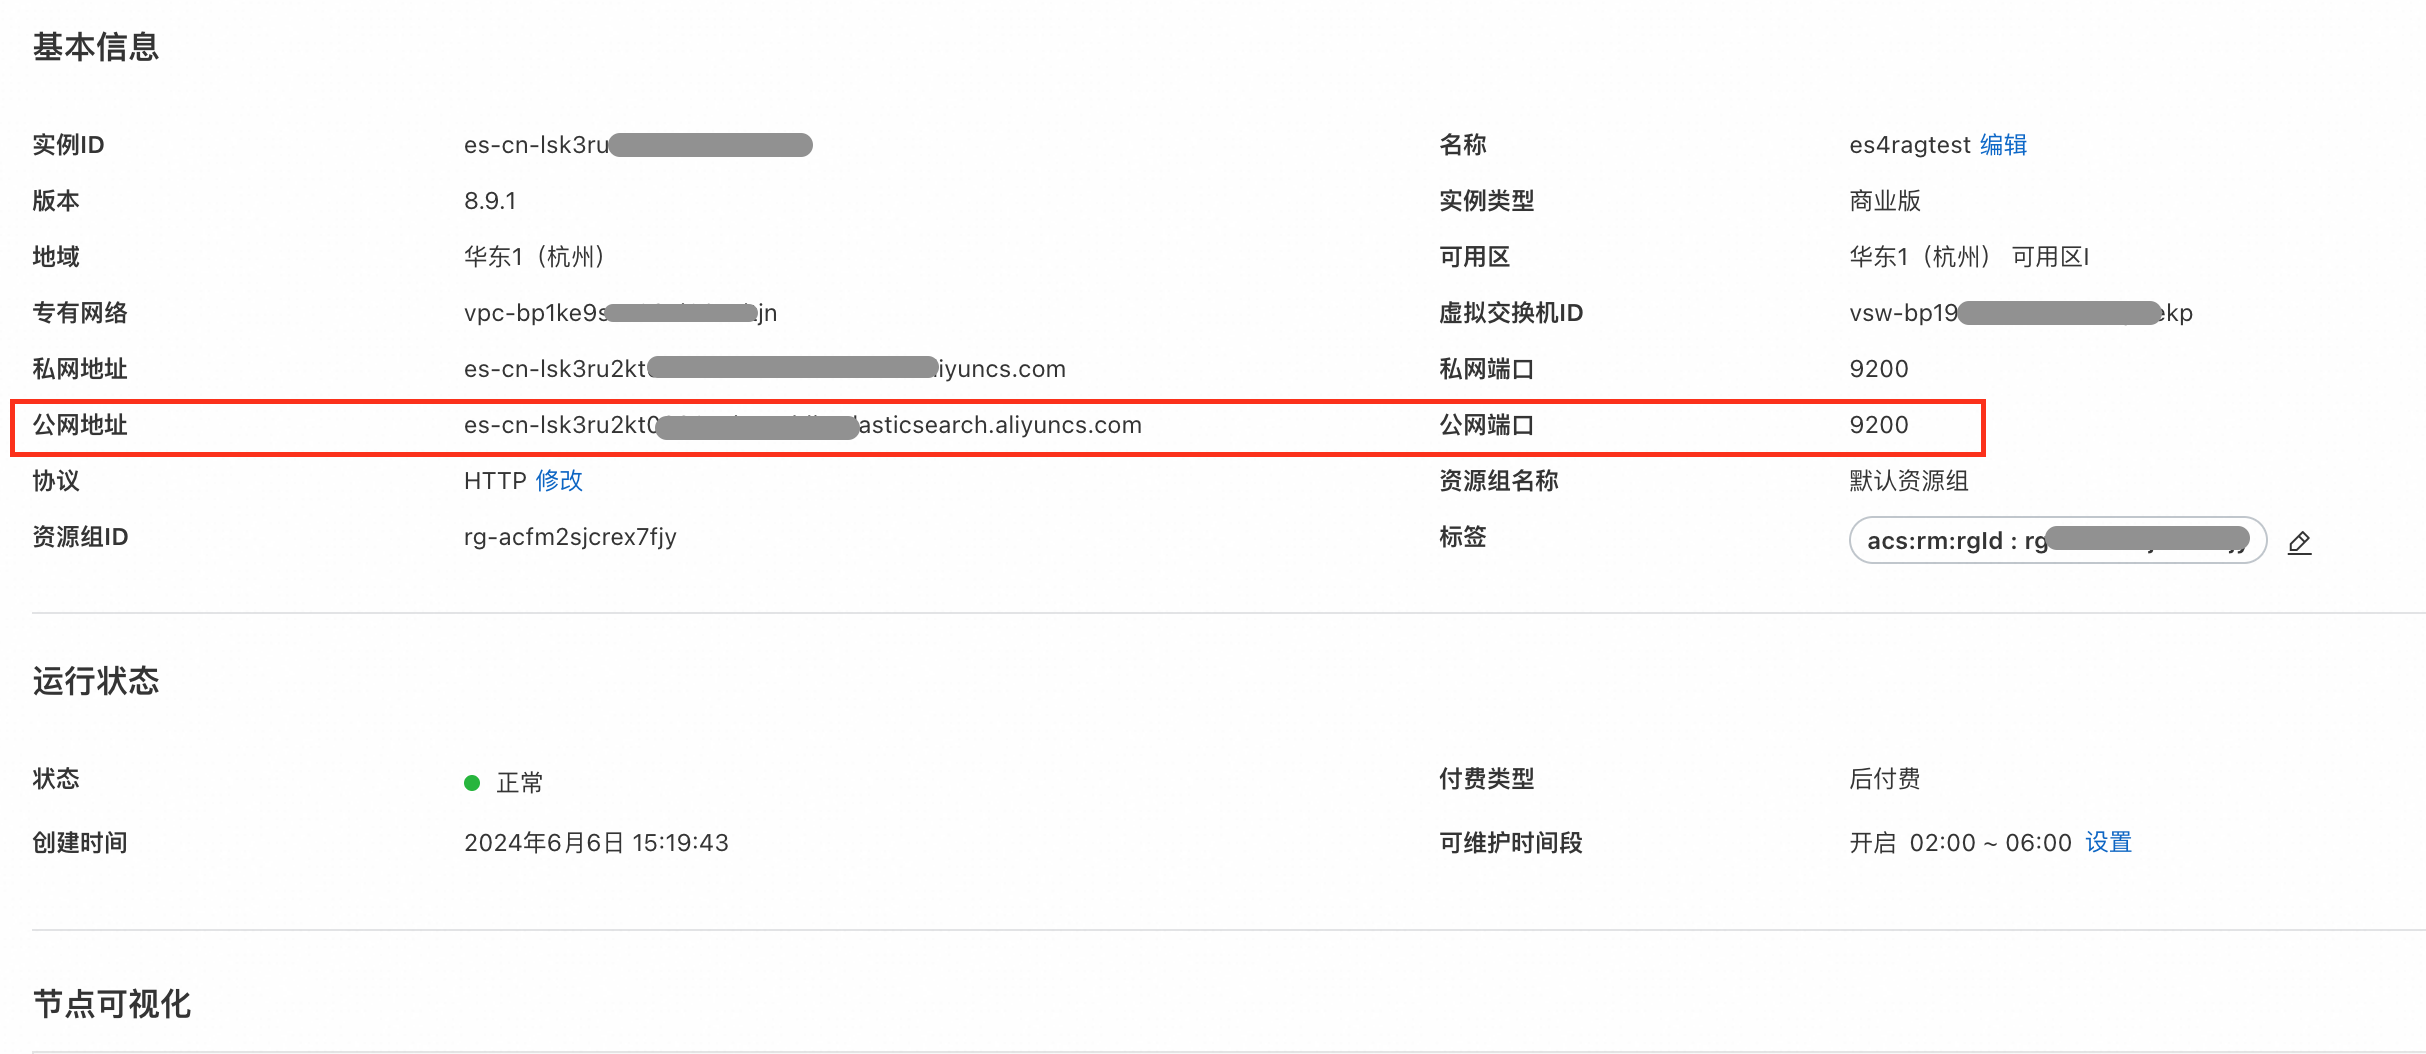 基本信息
实例ID es-cn-lsk3ru 名称 es4ragtest 编辑
版本 8.9.1 实例类型 商业版
地域 华东1（杭州） 可用区 华东1（杭州） 可用区I
专有网络 vpc-bp1ke9s jn 虚拟交换机ID vsw-bp19 ekp
私网地址 es-cn-lsk3ru2kt iyuncs.com 私网端口 9200
公网地址 es-cn-lsk3ru2kt0 lasticsearch.aliyuncs.com 公网端口 9200
协议 HTTP 修改 资源组名称 默认资源组
资源组ID rg-acfm2sjcrex7fjy 标签 acs:rm:rgId : rg
运行状态
状态 正常 付费类型 后付费
创建时间 2024年6月6日 15:19:43 可维护时间段 开启 02:00 ~ 06:00 设置
节点可视化